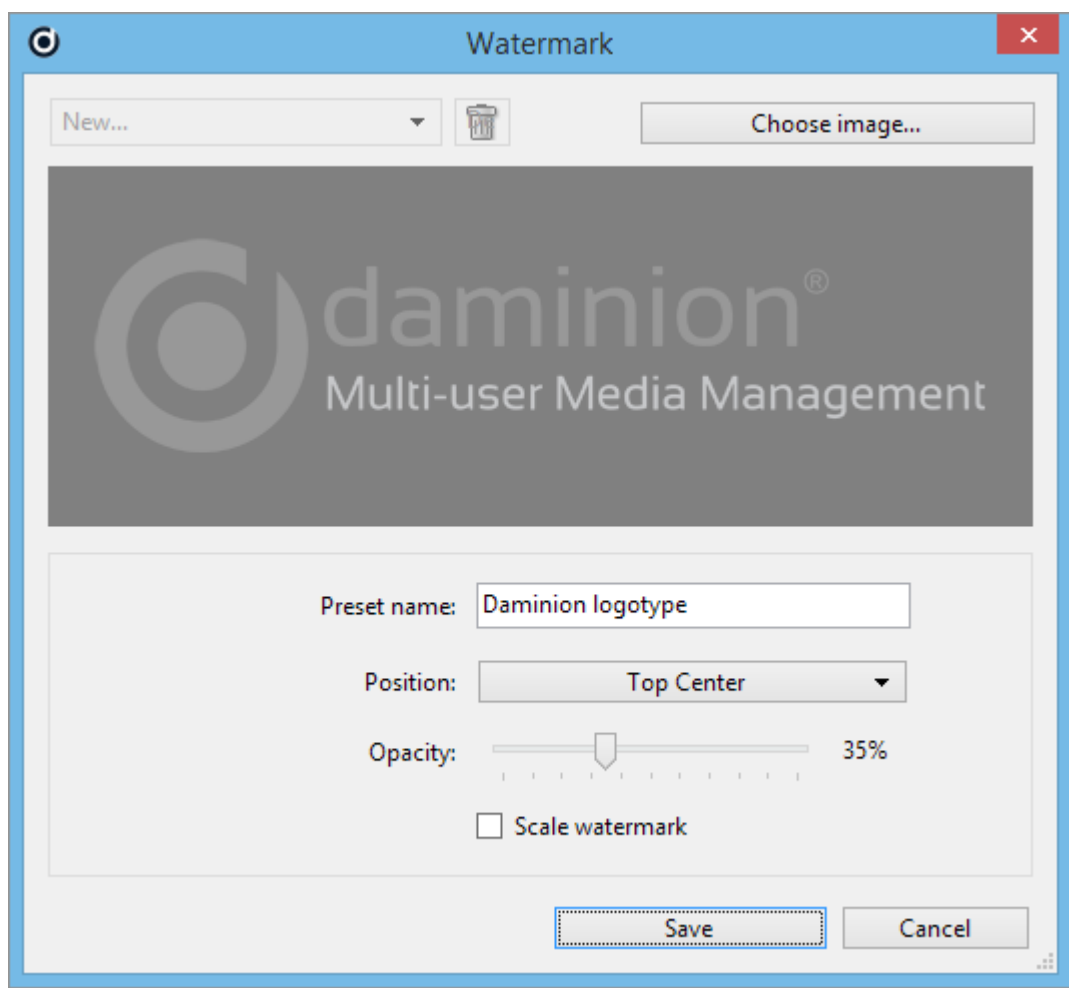 Watermark
New...
Choose image...
daminion®
Multi-user Media Management
Preset name: Daminion logotype
Position: Top Center
Opacity: 35%
Scale watermark
Save Cancel